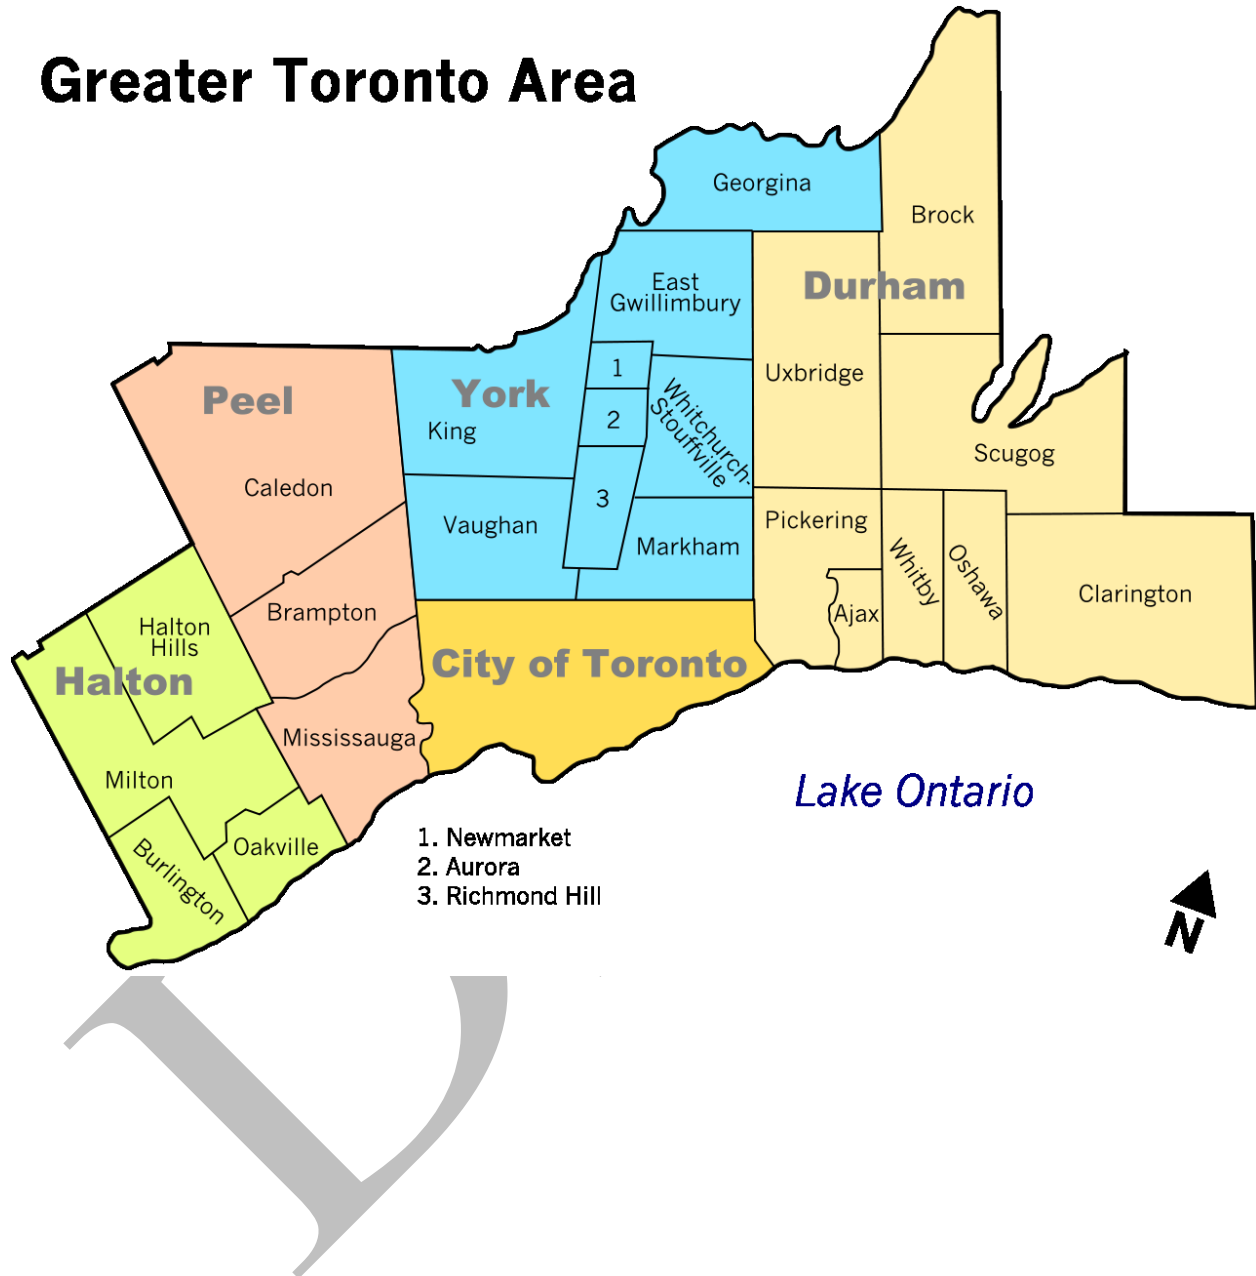 Greater Toronto Area
Georgina
Brock
East
Gwillimbury
Durham
1
Uxbridge
Peel
York
2
King
Whitchurch-
Stouffville
Scugog
Caledon
3
Vaughan
Pickering
Markham
Whitby
Oshawa
Clarington
Brampton
Ajax
Halton
Hills
City of Toronto
Halton
Mississauga
Milton
Lake Ontario
1. Newmarket
Oakville
2. Aurora
Burlington
3. Richmond Hill
N